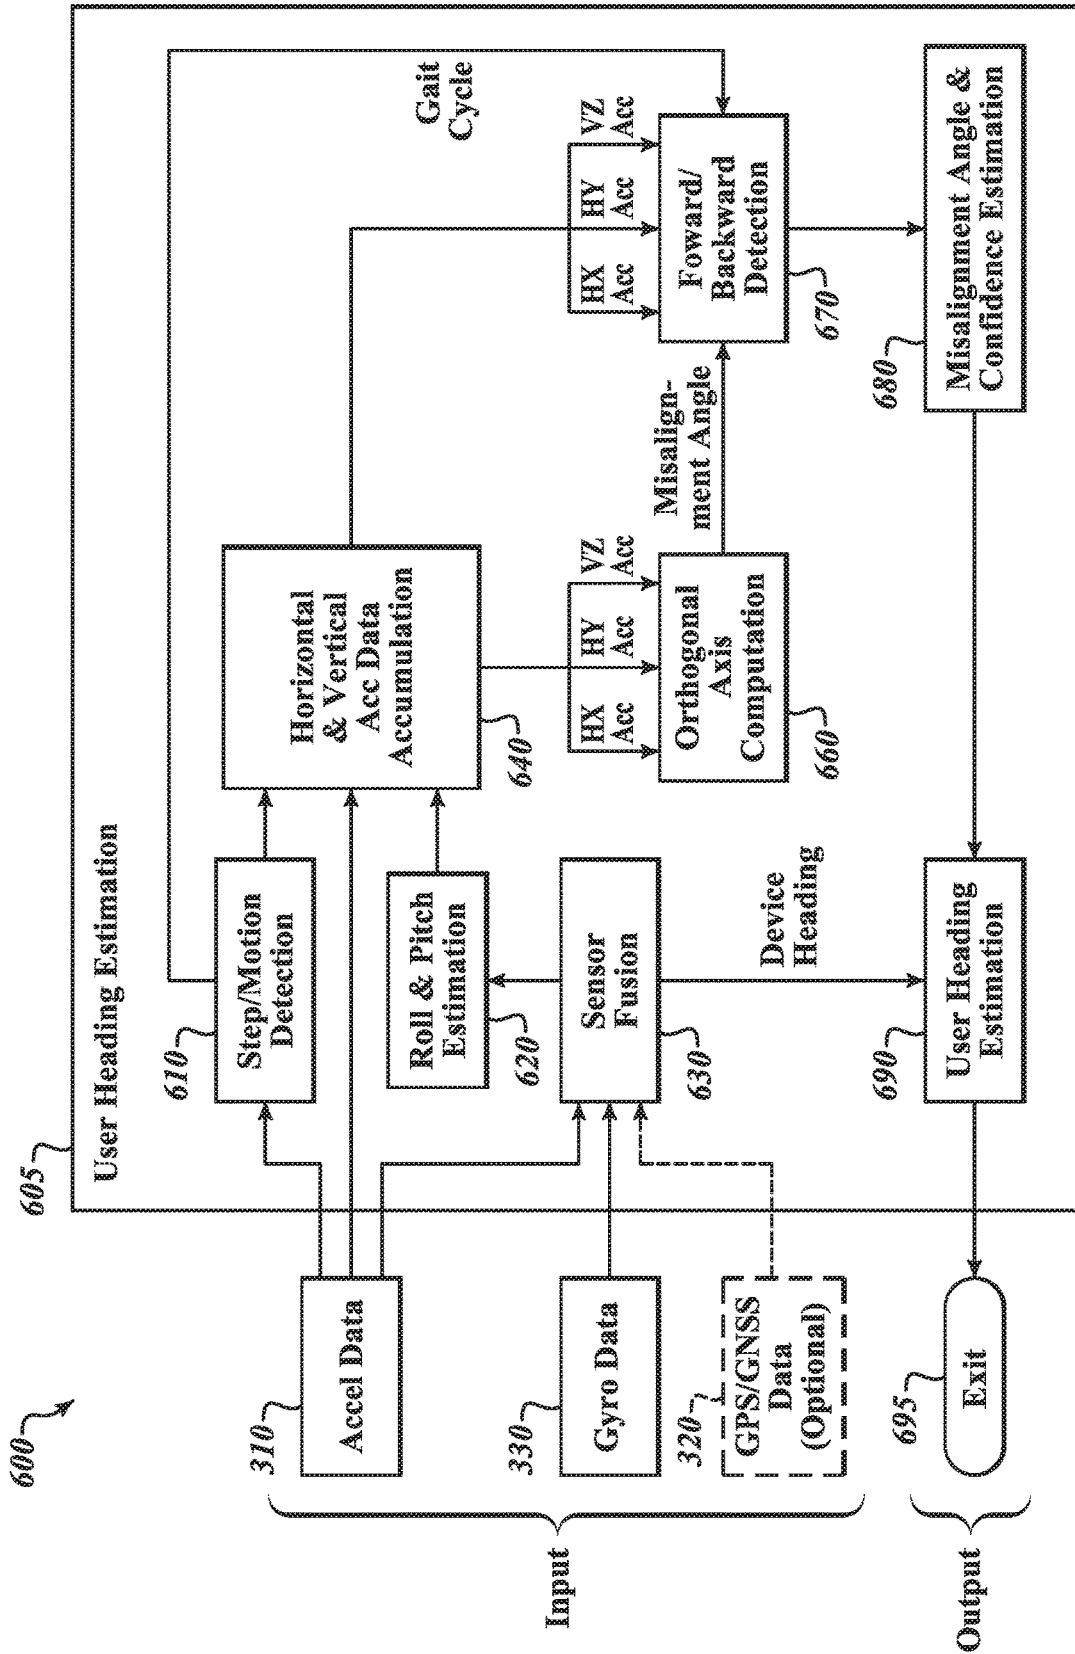 600
605
User Heading Estimation
Input
310
Accel Data
330
Gyro Data
320
GPS/GNSS
Data
(Optional)
Output
695
Exit
610
Step/Motion
Detection
Roll & Pitch
Estimation
620
Sensor
Fusion
630
Device
Heading
690
User Heading
Estimation
Horizontal
& Vertical
Acc Data
Accumulation
640
HX
Acc
HY
Acc
VZ
Acc
Orthogonal
Axis
Computation
660
Misalign-
ment Angle
Gait
Cycle
HX
Acc
HY
Acc
VZ
Acc
Foward/
Backward
Detection
670
680
Misalignment Angle &
Confidence Estimation